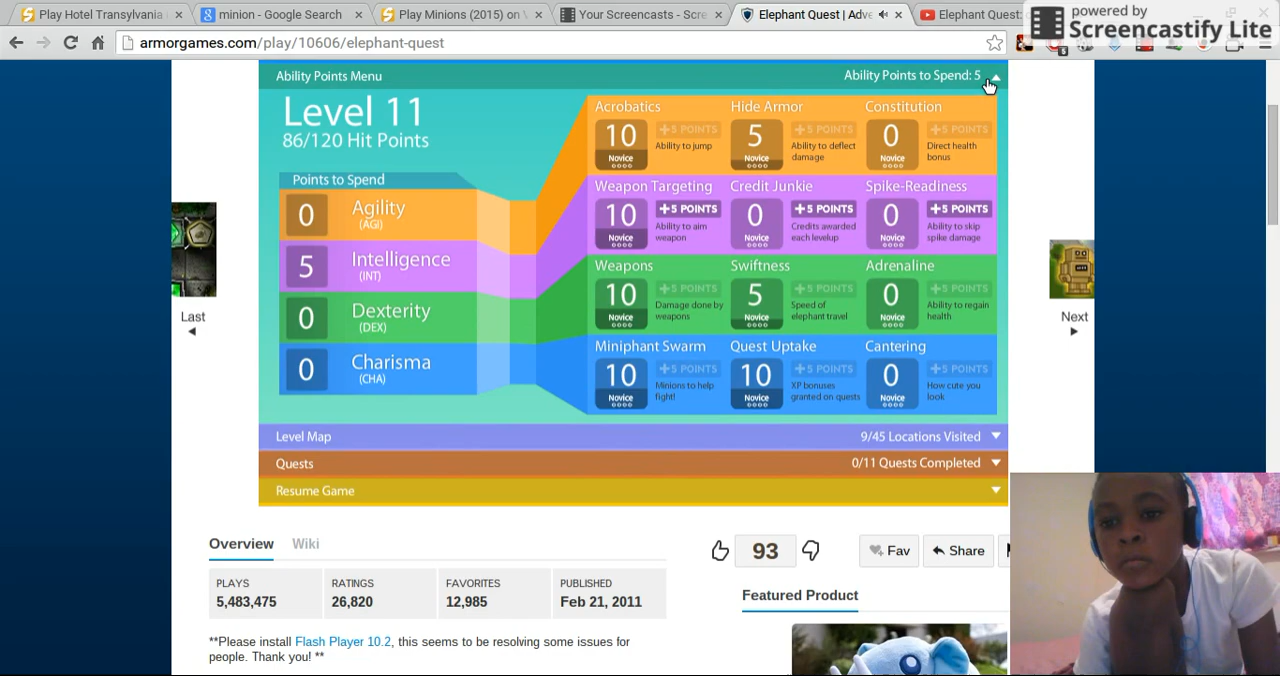 Play Hotel Transylvania
minion - Google Search
Play Minions (2015) on
Your Screencasts - Scre
Elephant Quest | Adve
Elephant Quest:
powered by
Screencastify Lite
armorgames.com/play/10606/elephant-quest
Ability Points Menu
Ability Points to Spend: 5
Level 11
86/120 Hit Points
Points to Spend
0 Agility
(AGI)
5 Intelligence
(INT)
0 Dexterity
(DEX)
0 Charisma
(CHA)
Acrobatics
10
Novice
+5 POINTS
Ability to jump
Hide Armor
5
Novice
+5 POINTS
Ability to deflect
damage
Constitution
0
Novice
+5 POINTS
Direct health
bonus
Weapon Targeting
10
Novice
+5 POINTS
Ability to aim
weapon
Credit Junkie
0
Novice
+5 POINTS
Credits awarded
each levelup
Spike-Readiness
0
Novice
+5 POINTS
Ability to skip
spike damage
Weapons
10
Novice
+5 POINTS
Damage done by
weapons
Swiftness
5
Novice
+5 POINTS
Speed of
elephant travel
Adrenaline
0
Novice
+5 POINTS
Ability to regain
health
Miniphant Swarm
10
Novice
+5 POINTS
Minions to help
fight!
Quest Uptake
10
Novice
+5 POINTS
XP bonuses
granted on quests
Cantering
0
Novice
+5 POINTS
How cute you
look
Level Map
9/45 Locations Visited
Quests
0/11 Quests Completed
Resume Game
Last
Next
Overview
Wiki
93
Fav
Share
PLAYS
5,483,475
RATINGS
26,820
FAVORITES
12,985
PUBLISHED
Feb 21, 2011
Featured Product
**Please install Flash Player 10.2, this seems to be resolving some issues for
people. Thank you! **